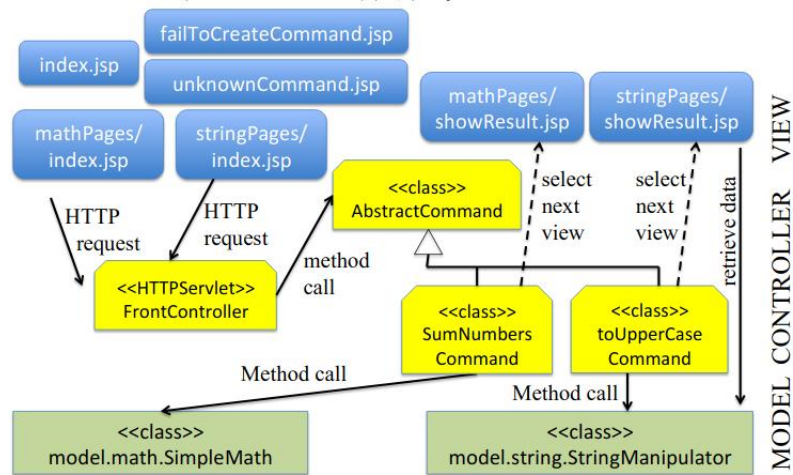 failToCreateCommand.jsp
index.jsp
unknownCommand.jsp
mathPages/
index.jsp
stringPages/
index.jsp
mathPages/
showResult.jsp
stringPages/
showResult.jsp
HTTP
request
HTTP
request
<<class>>
AbstractCommand
select
next
view
select
next
view
retrieve data
method
call
<<HTTPServlet>>
FrontController
<<class>>
SumNumbers
Command
<<class>>
toUpperCase
Command
Method call
Method call
<<class>>
model.math.SimpleMath
<<class>>
model.string.StringManipulator
MODEL CONTROLLER VIEW